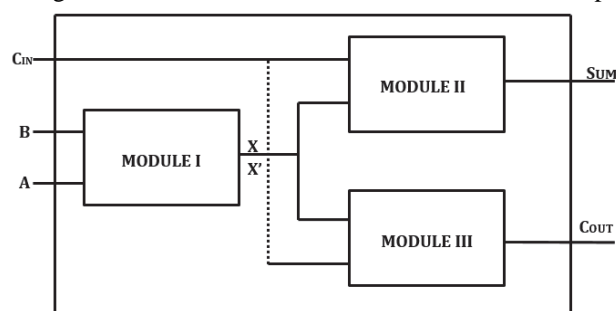 CIN
MODULE II
SUM
B
MODULE I
X
X'
A
MODULE III
COUT